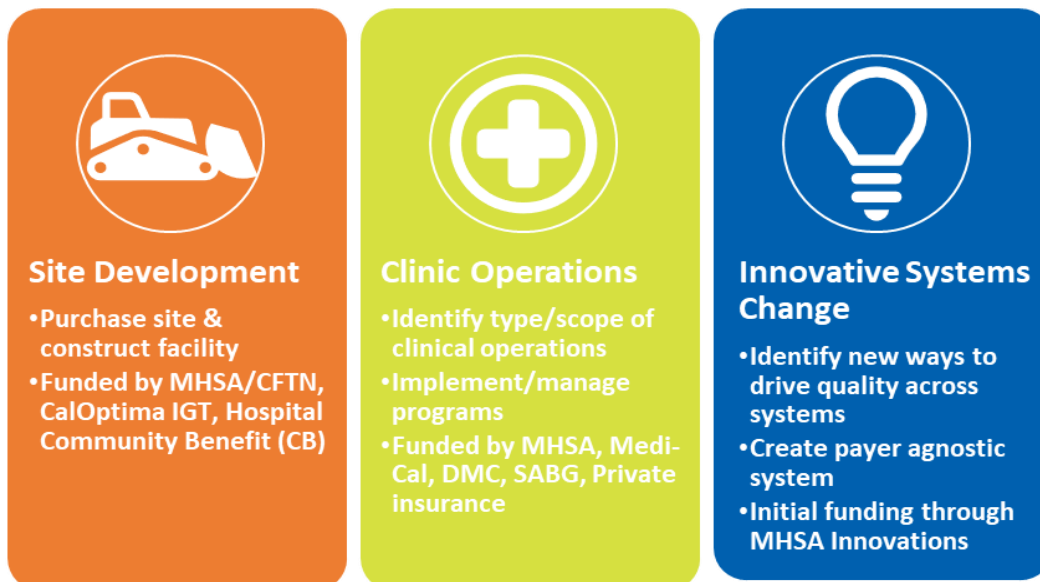 Site Development
•Purchase site &
construct facility
•Funded by MHSA/CFTN,
CalOptima IGT, Hospital
Community Benefit (CB)
Clinic Operations
•Identify type/scope of
clinical operations
•Implement/manage
programs
•Funded by MHSA, Medi-
Cal, DMC, SABG, Private
insurance
Innovative Systems
Change
•Identify new ways to
drive quality across
systems
•Create payer agnostic
system
•Initial funding through
MHSA Innovations